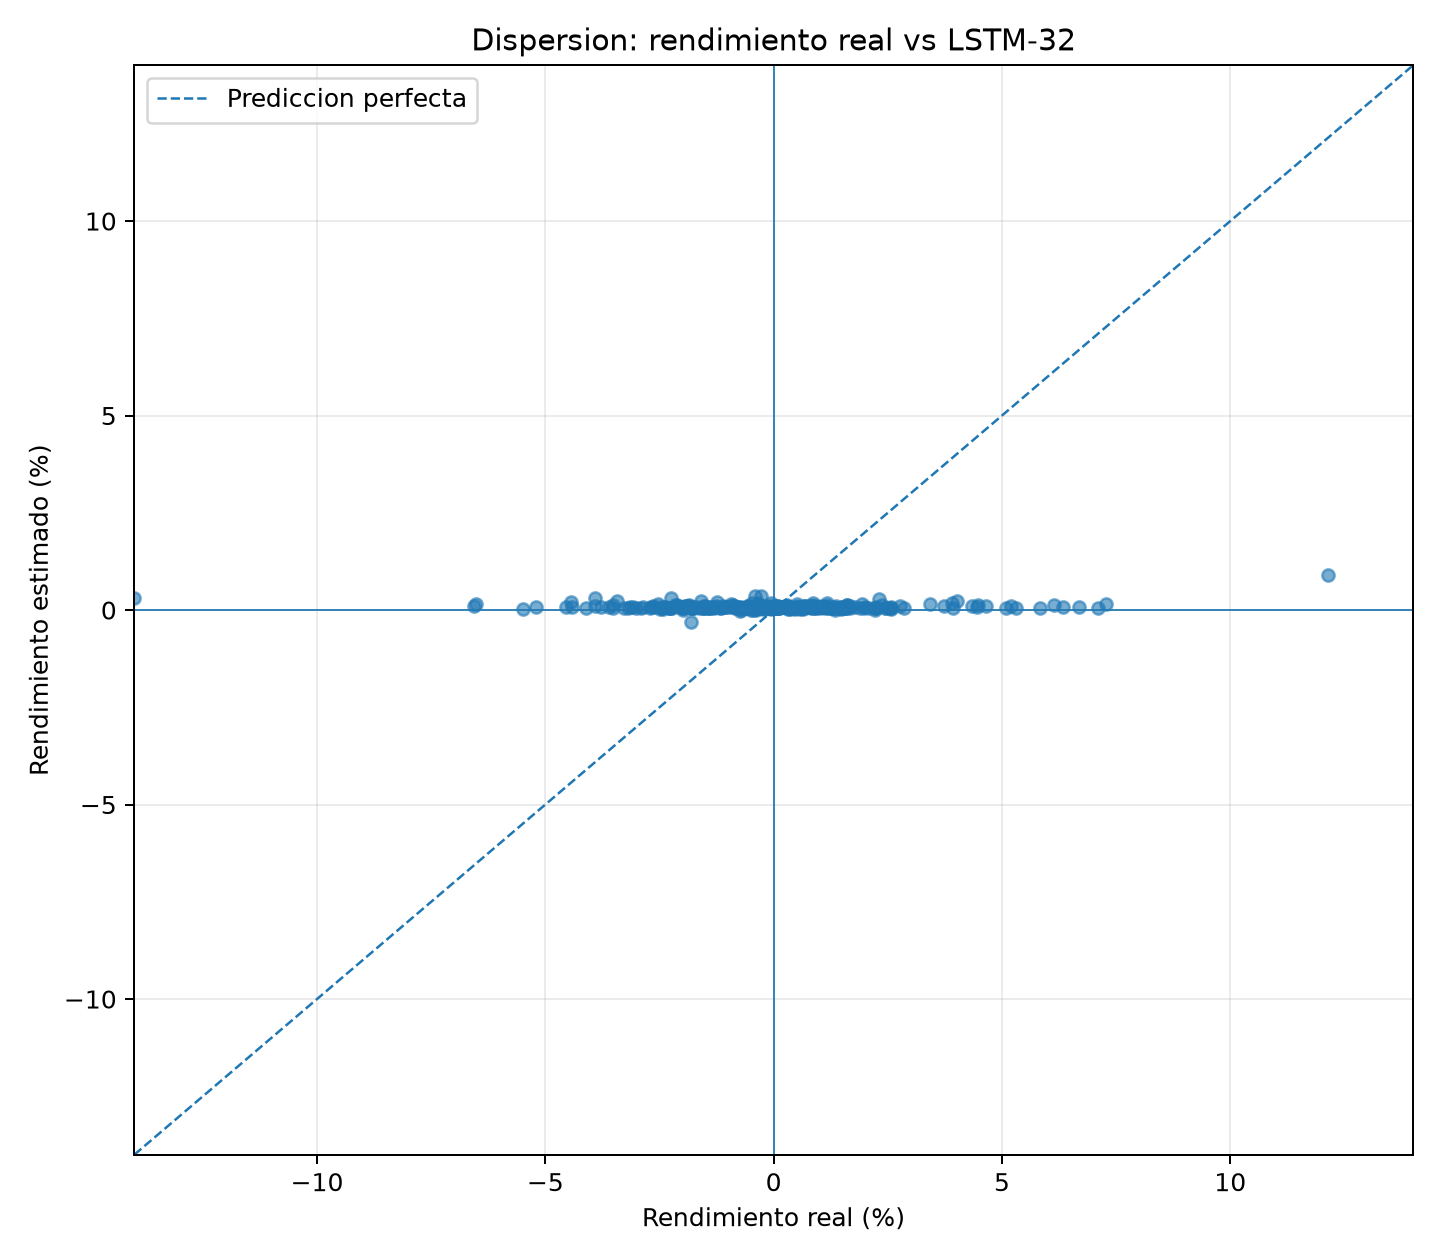 Dispersion: rendimiento real vs LSTM-32
Prediccion perfecta
Rendimiento estimado (%)
10
5
0
−5
−10
−10
−5
0
5
10
Rendimiento real (%)